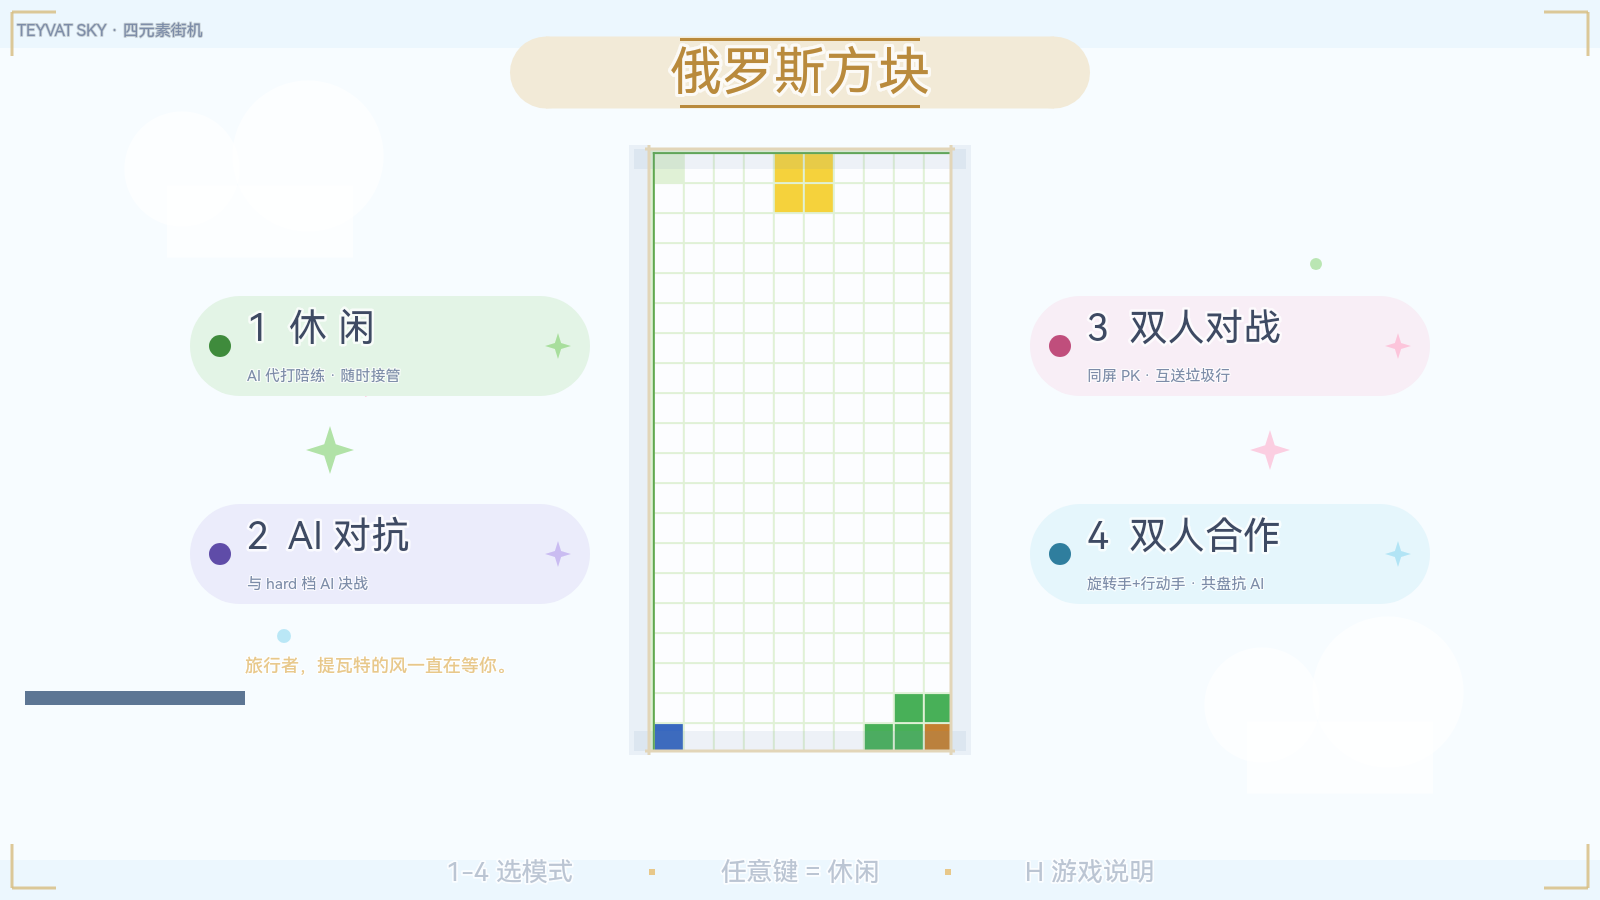 TEYVAT SKY · 四元素街机
俄罗斯方块
1 休 闲
AI 代打陪练 · 随时接管
2 AI 对抗
与 hard 档 AI 决战
旅行者，提瓦特的风一直在等你。
3 双人对战
同屏 PK · 互送垃圾行
4 双人合作
旋转手+行动手 · 共盘抗 AI
1-4 选模式 · 任意键 = 休闲 · H 游戏说明